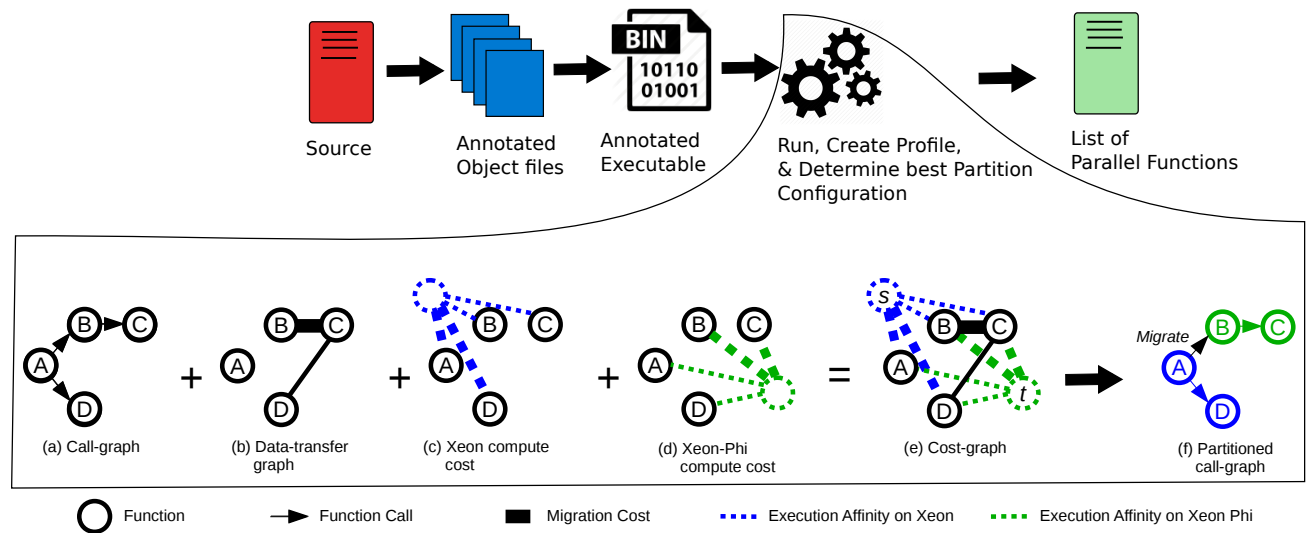 BIN
10110
01001
Source
Annotated
Object files
Annotated
Executable
Run, Create Profile,
& Determine best Partition
Configuration
List of
Parallel Functions
A
B
C
D
(a) Call-graph
+
B
C
A
D
(b) Data-transfer
graph
+
B
C
A
D
(c) Xeon compute
cost
+
B
C
A
D
(d) Xeon-Phi
compute cost
=
s
B
C
A
D
t
(e) Cost-graph
Migrate
B
C
A
D
(f) Partitioned
call-graph
Function
Function Call
Migration Cost
Execution Affinity on Xeon
Execution Affinity on Xeon Phi